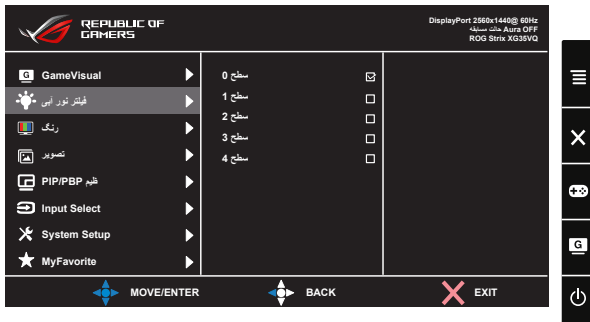 REPUBLIC OF
GAMERS
DisplayPort 2560x1440@ 60Hz
حالت مسابقه Aura OFF
ROG Strix XG35VQ
G GameVisual
فیلتر نور آبی
رنگ
تصویر
PIP/PBP ظیم
Input Select
System Setup
MyFavorite
سطح 0
سطح 1
سطح 2
سطح 3
سطح 4
MOVE/ENTER
BACK
EXIT
G